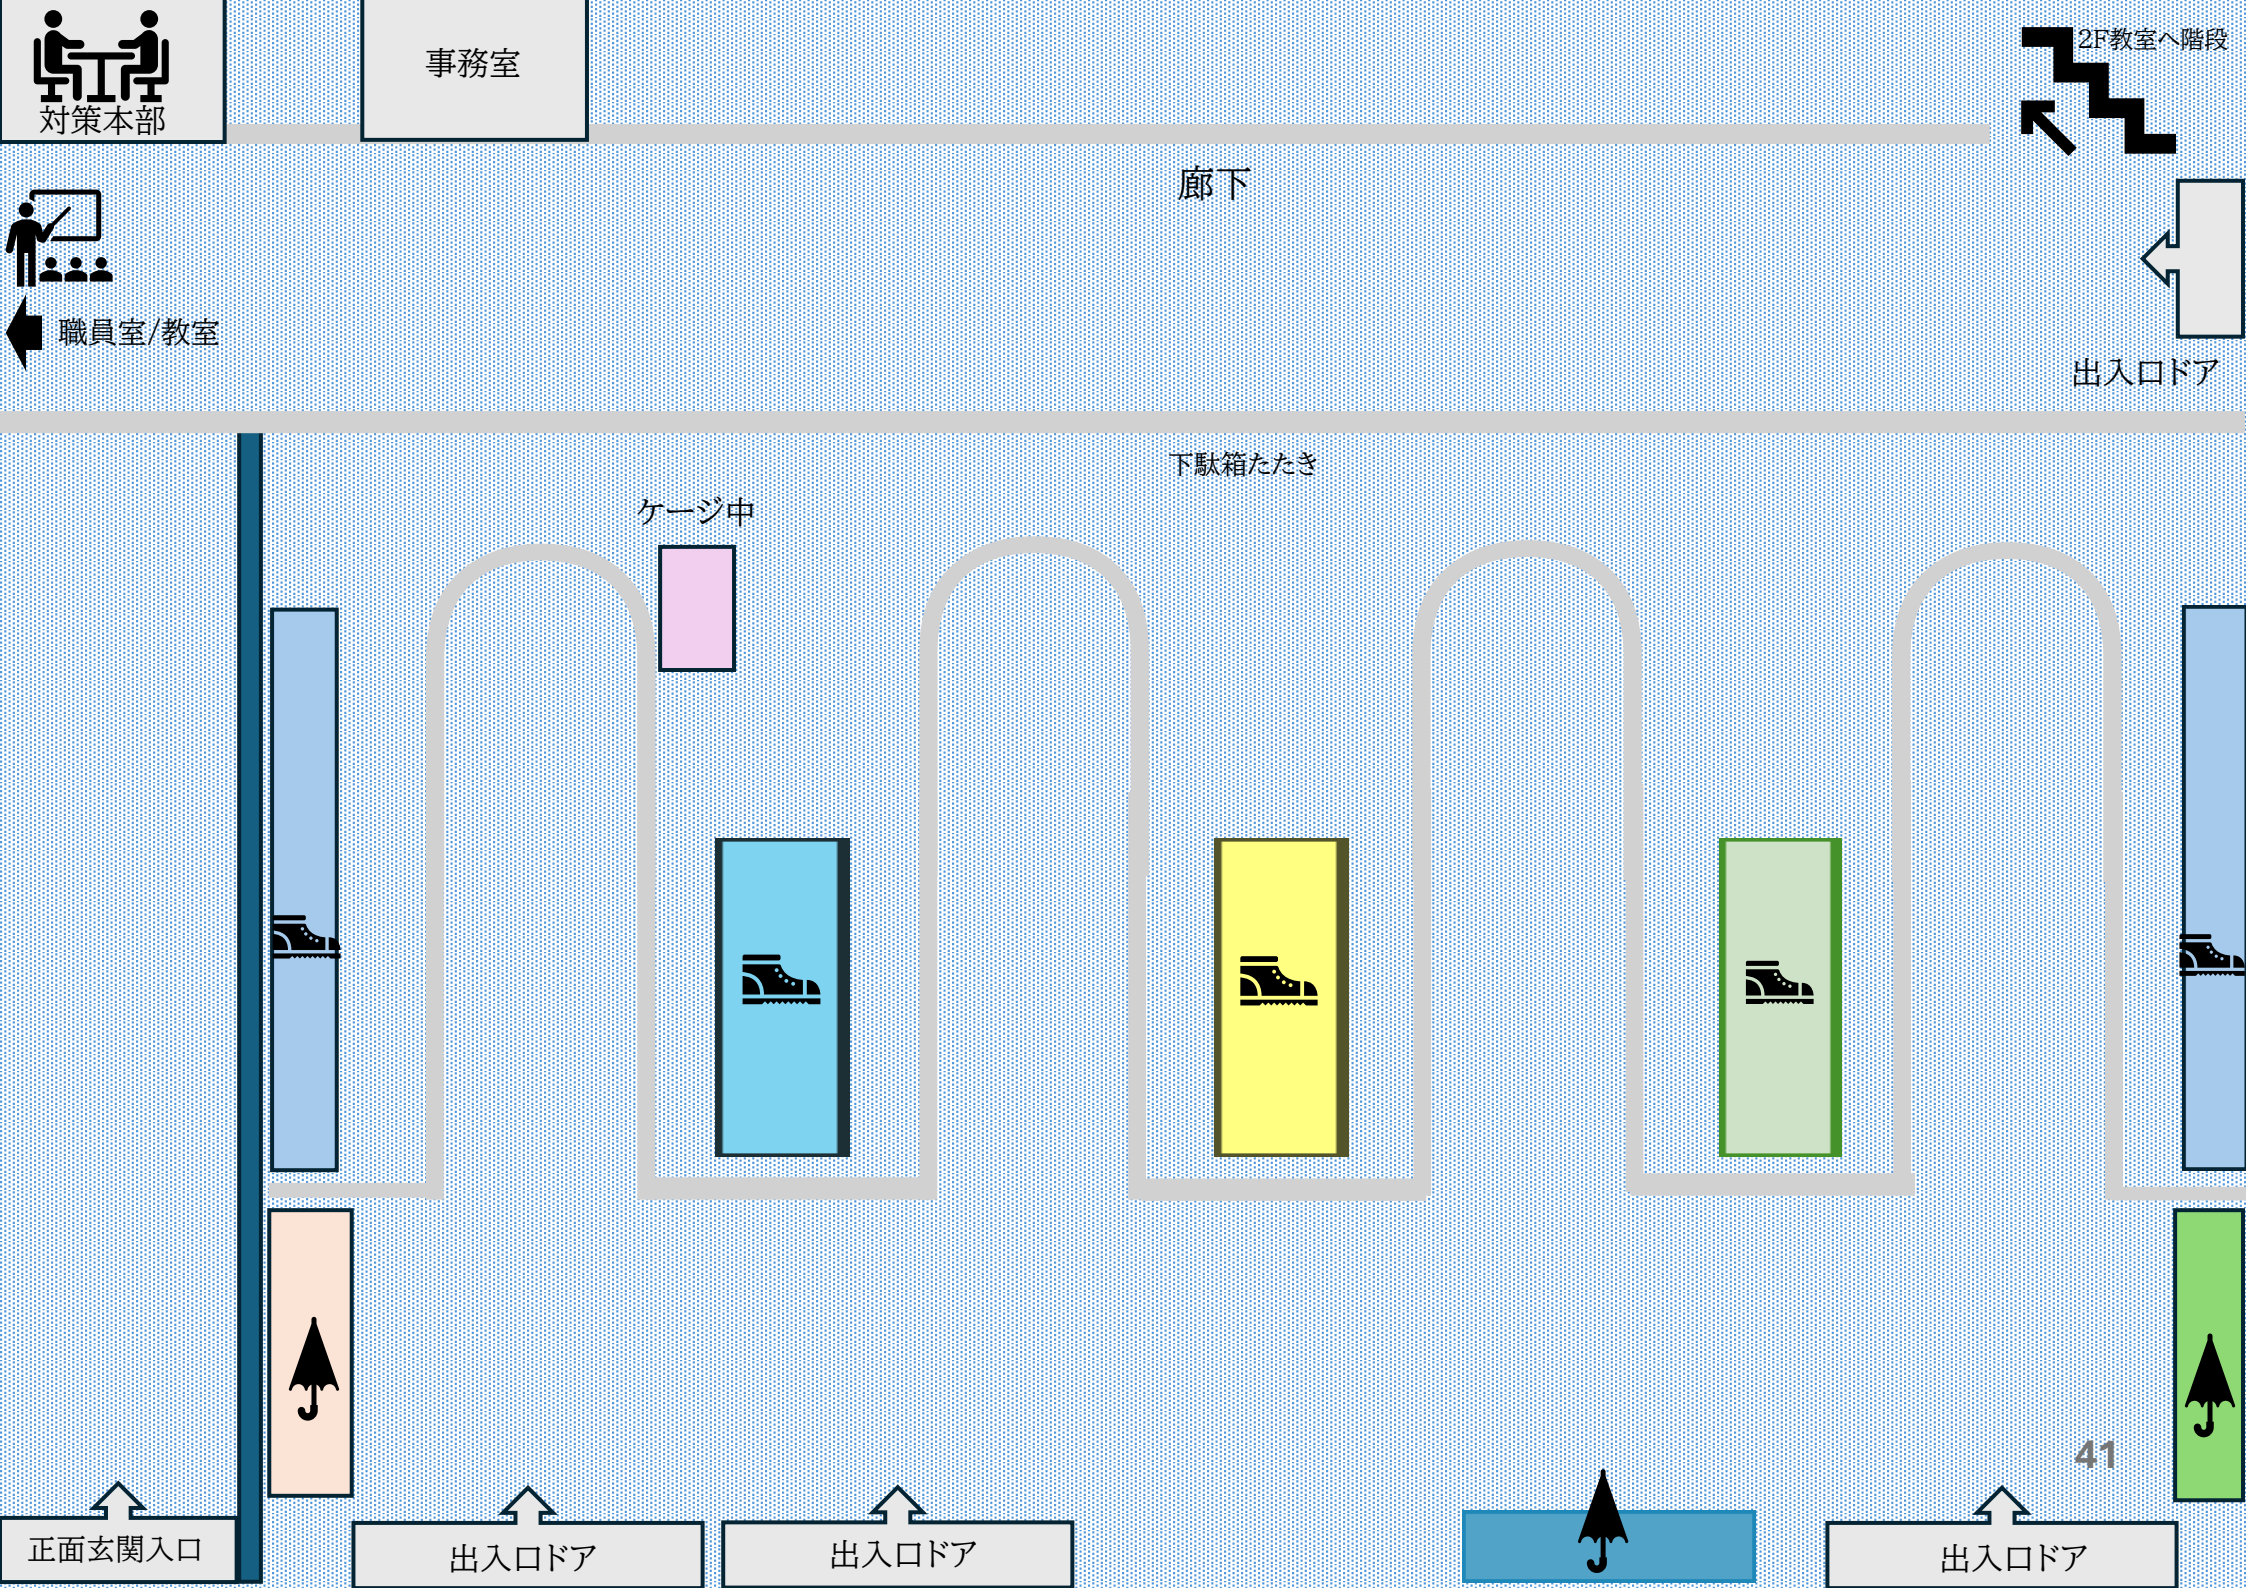 対策本部
事務室
2F教室へ階段
廊下
職員室/教室
出入口ドア
下駄箱たたき
ケージ中
41
正面玄関入口
出入口ドア
出入口ドア
出入口ドア